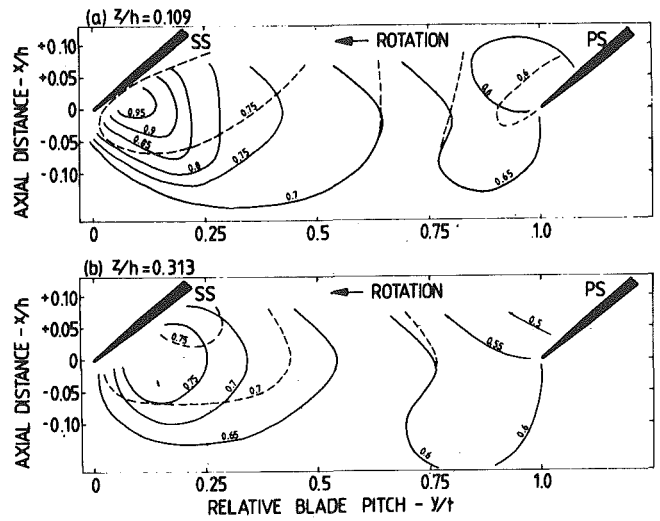 (a) z/h=0.109
+0.10
+0.05
0
-0.05
-0.10
AXIAL DISTANCE - x/h
SS
ROTATION
PS
0.95
0.9
0.85
0.8
0.75
0.75
0.7
0.6
0.6
0.65
0 0.25 0.5 0.75 1.0
(b) z/h=0.313
+0.10
+0.05
0
-0.05
-0.10
AXIAL DISTANCE - x/h
SS
ROTATION
PS
0.75
0.75
0.7
0.7
0.65
0.5
0.55
0.6
0.6
0 0.25 0.5 0.75 1.0
RELATIVE BLADE PITCH - y/t